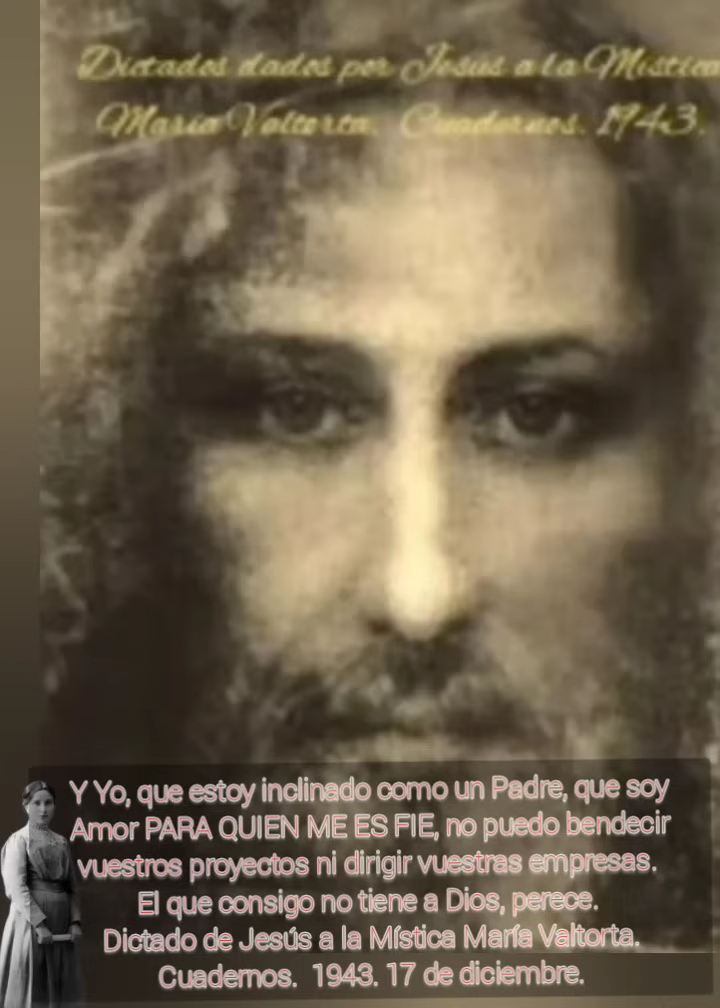 Dictados dados por Jesús a la Mística
María Valtorta. Cuadernos. 1943.
Y Yo, que estoy inclinado como un Padre, que soy
Amor PARA QUIEN ME ES FIE, no puedo bendecir
vuestros proyectos ni dirigir vuestras empresas.
El que consigo no tiene a Dios, perece.
Dictado de Jesús a la Mística María Valtorta.
Cuadernos. 1943. 17 de diciembre.